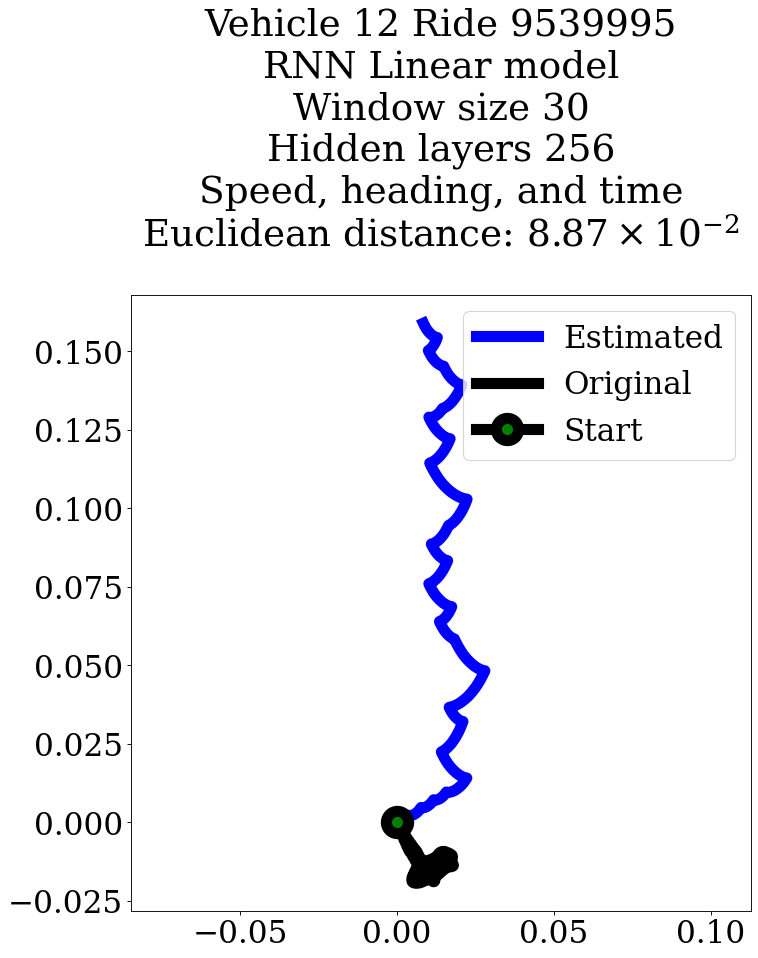 Vehicle 12 Ride 9539995
RNN Linear model
Window size 30
Hidden layers 256
Speed, heading, and time
Euclidean distance: 8.87 × 10⁻²
Estimated
Original
Start
0.150
0.125
0.100
0.075
0.050
0.025
0.000
−0.025
−0.05 0.00 0.05 0.10